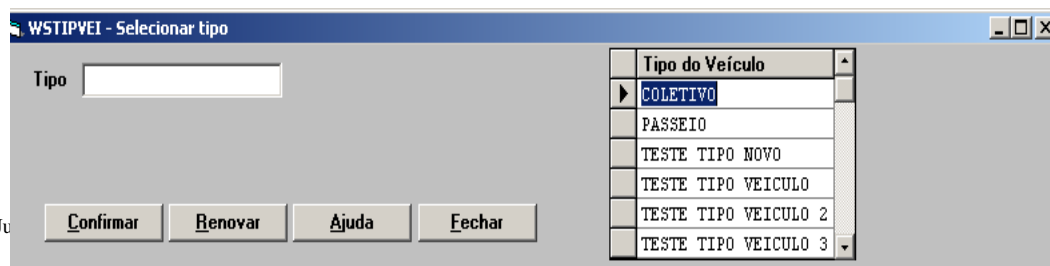 WSTIPVEI - Selecionar tipo
Tipo
Tipo do Veículo
COLETIVO
PASSEIO
TESTE TIPO NOVO
TESTE TIPO VEICULO
TESTE TIPO VEICULO 2
TESTE TIPO VEICULO 3
Confirmar Renovar Ajuda Fechar